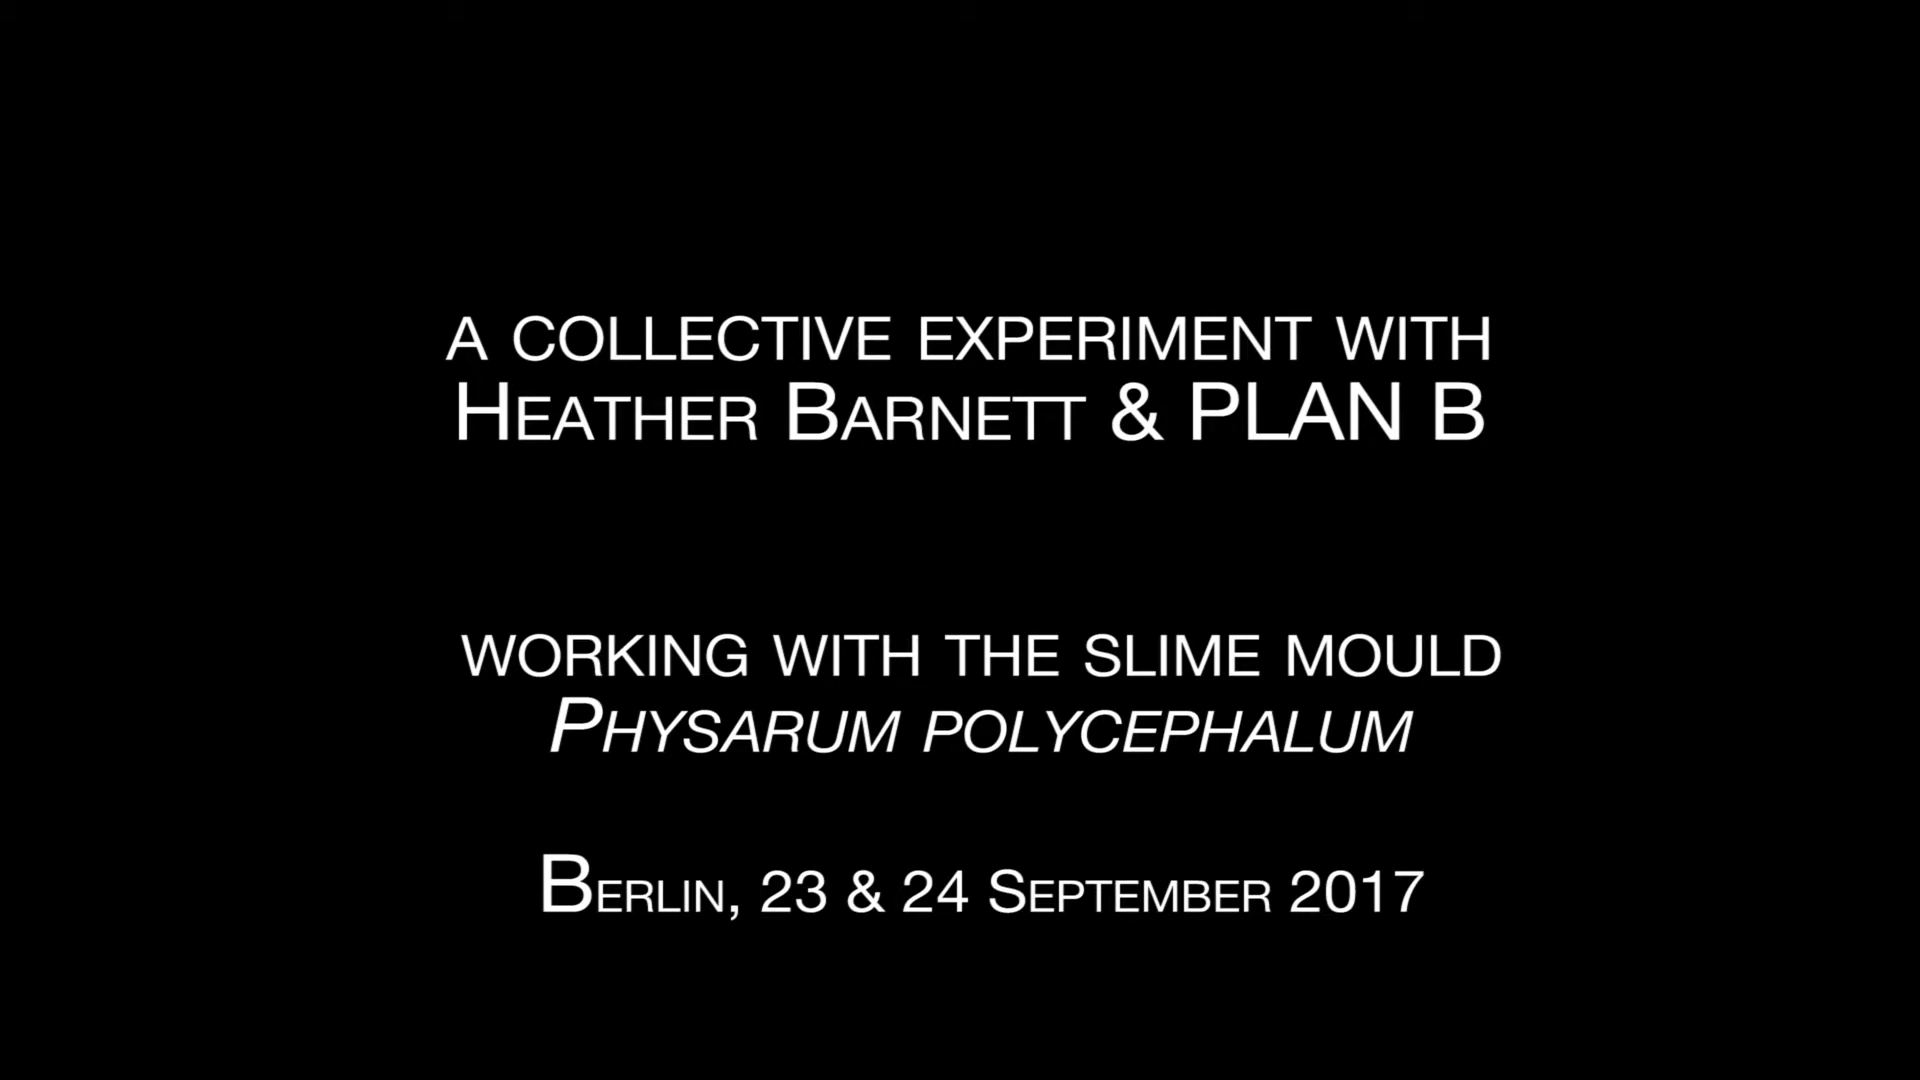 A COLLECTIVE EXPERIMENT WITH
HEATHER BARNETT & PLAN B
WORKING WITH THE SLIME MOULD
PHYSARUM POLYCEPHALUM
BERLIN, 23 & 24 SEPTEMBER 2017